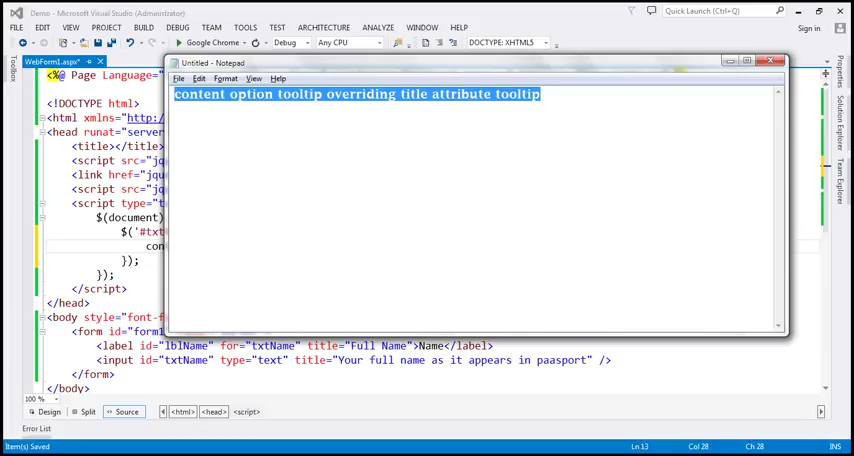 Demo - Microsoft Visual Studio (Administrator)
Quick Launch (Ctrl+Q)
FILE EDIT VIEW PROJECT BUILD DEBUG TEAM TOOLS TEST ARCHITECTURE ANALYZE WINDOW HELP
Sign in
Google Chrome Debug Any CPU DOCTYPE: XHTML5
Toolbox
WebForm1.aspx*
Untitled - Notepad
File Edit Format View Help
content option tooltip overriding title attribute tooltip
<%@ Page Language="
<!DOCTYPE html>
<html xmlns="http:/
<head runat="server
<title></title>
<script src="jq
<link href="jqu
<script src="jq
<script type="t
$(document)
$('#txt
con
});
});
</script>
</head>
<body style="font-f
<form id="form1
<label id="lblName" for="txtName" title="Full Name">Name</label>
<input id="txtName" type="text" title="Your full name as it appears in paasport" />
</form>
</body>
Properties
Solution Explorer
Team Explorer
100 %
Design Split Source <html> <head> <script>
Error List
Item(s) Saved Ln 13 Col 28 Ch 28 INS